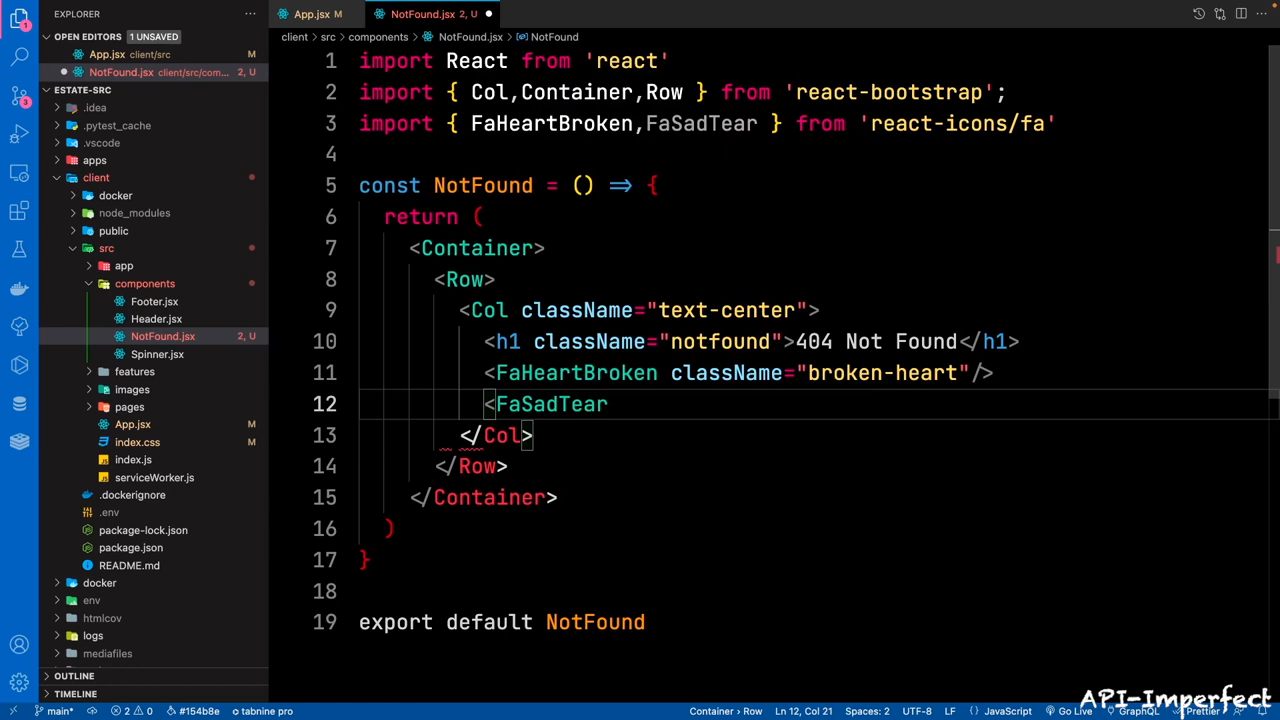 EXPLORER
OPEN EDITORS 1 UNSAVED
App.jsx client/src M
NotFound.jsx client/src/com... 2, U
ESTATE-SRC
.idea
.pytest_cache
.vscode
apps
client
docker
node_modules
public
src
app
components
Footer.jsx
Header.jsx
NotFound.jsx 2, U
Spinner.jsx
features
images
pages
App.jsx M
index.css M
index.js
serviceWorker.js
.dockerignore
.env
package-lock.json
package.json
README.md
docker
env
htmlcov
logs
mediafiles
OUTLINE
TIMELINE
App.jsx M
NotFound.jsx 2, U
client > src > components > NotFound.jsx > NotFound
1 import React from 'react'
2 import { Col,Container,Row } from 'react-bootstrap';
3 import { FaHeartBroken,FaSadTear } from 'react-icons/fa'
4
5 const NotFound = () => {
6 return (
7 <Container>
8 <Row>
9 <Col className="text-center">
10 <h1 className="notfound">404 Not Found</h1>
11 <FaHeartBroken className="broken-heart"/>
12 <FaSadTear
13 </Col>
14 </Row>
15 </Container>
16 )
17 }
18
19 export default NotFound
API-Imperfect
main* 2 0 #154b8e tabnine pro Container > Row Ln 12, Col 21 Spaces: 2 UTF-8 LF {} JavaScript Go Live GraphQL Prettier